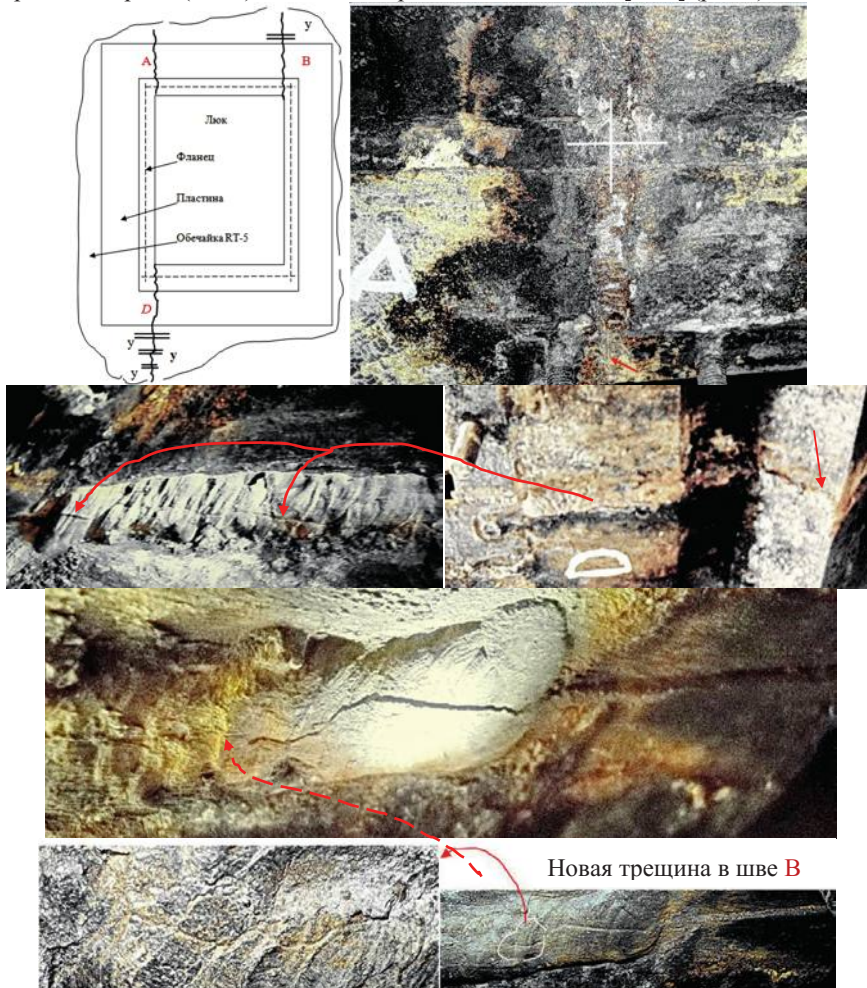 y
A
B
Люк
Фланец
Пластина
Обечайка RT-5
D
y
y
y
A
D
Новая трещина в шве B